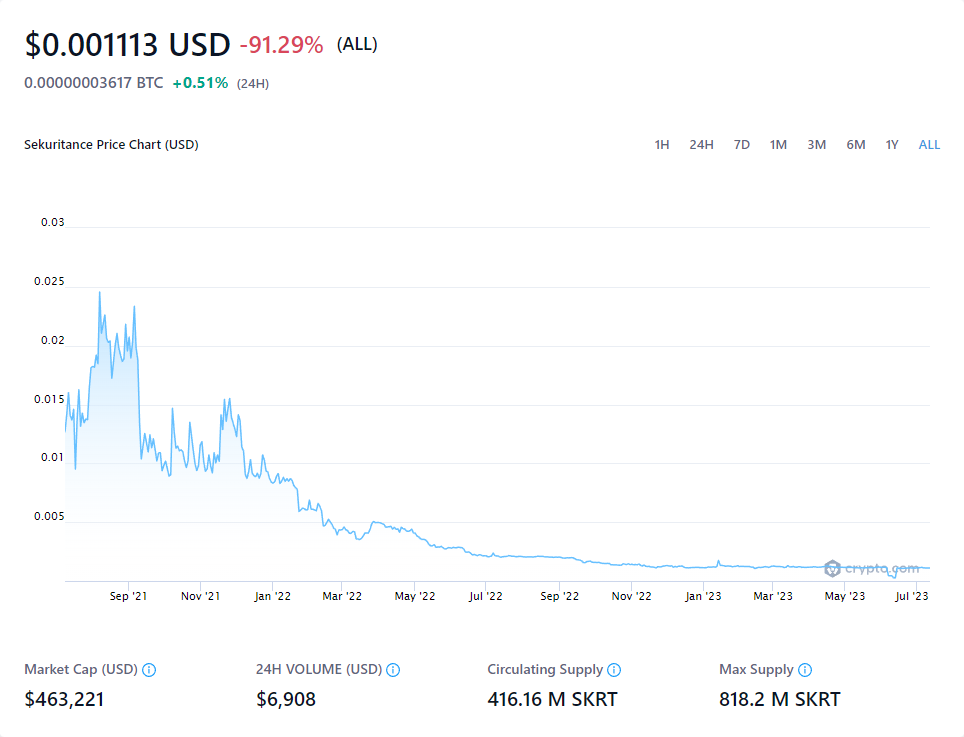 $0.001113 USD -91.29% (ALL)
0.00000003617 BTC +0.51% (24H)
Sekuritance Price Chart (USD) 1H 24H 7D 1M 3M 6M 1Y ALL
0.03
0.025
0.02
0.015
0.01
0.005
crypto.com
Sep '21 Nov '21 Jan '22 Mar '22 May '22 Jul '22 Sep '22 Nov '22 Jan '23 Mar '23 May '23 Jul '23
Market Cap (USD) 24H VOLUME (USD) Circulating Supply Max Supply
$463,221 $6,908 416.16 M SKRT 818.2 M SKRT